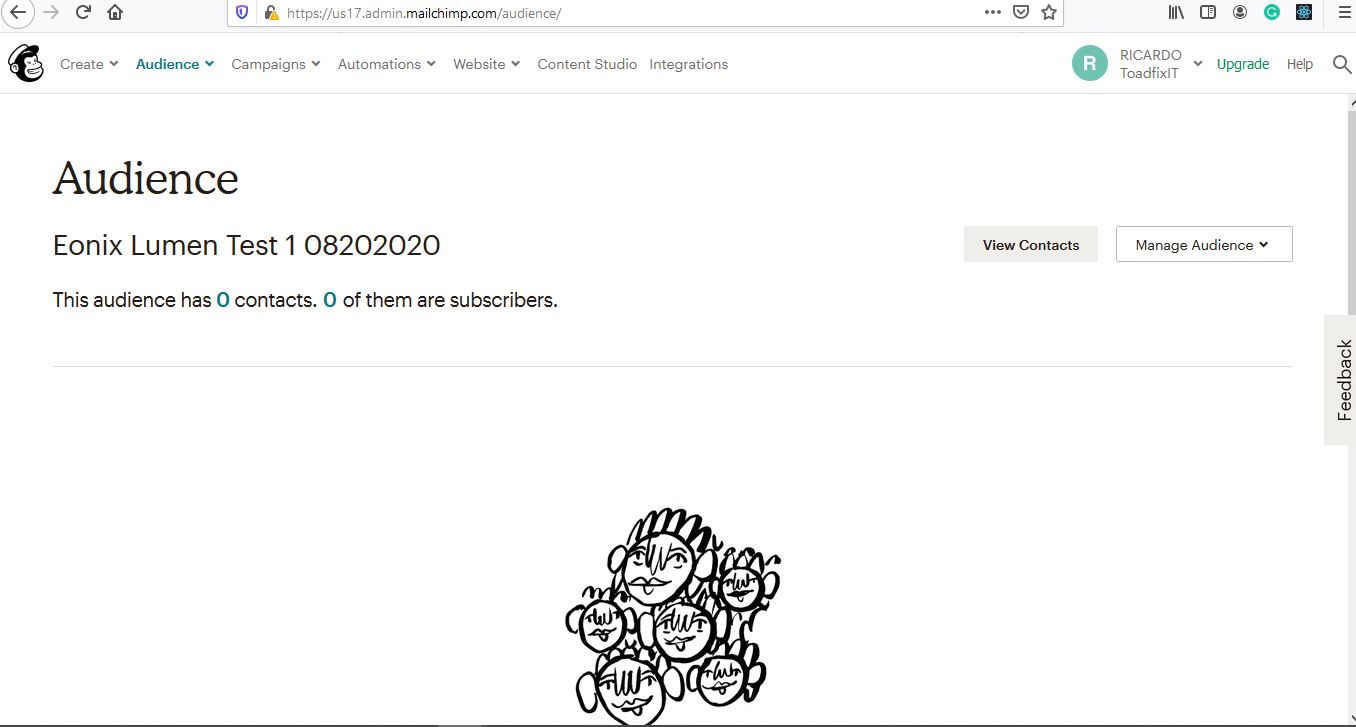 https://us17.admin.mailchimp.com/audience/
Create Audience Campaigns Automations Website Content Studio Integrations
R RICARDO ToadfixIT Upgrade Help
Audience
Eonix Lumen Test 1 08202020
View Contacts Manage Audience
This audience has 0 contacts. 0 of them are subscribers.
Feedback